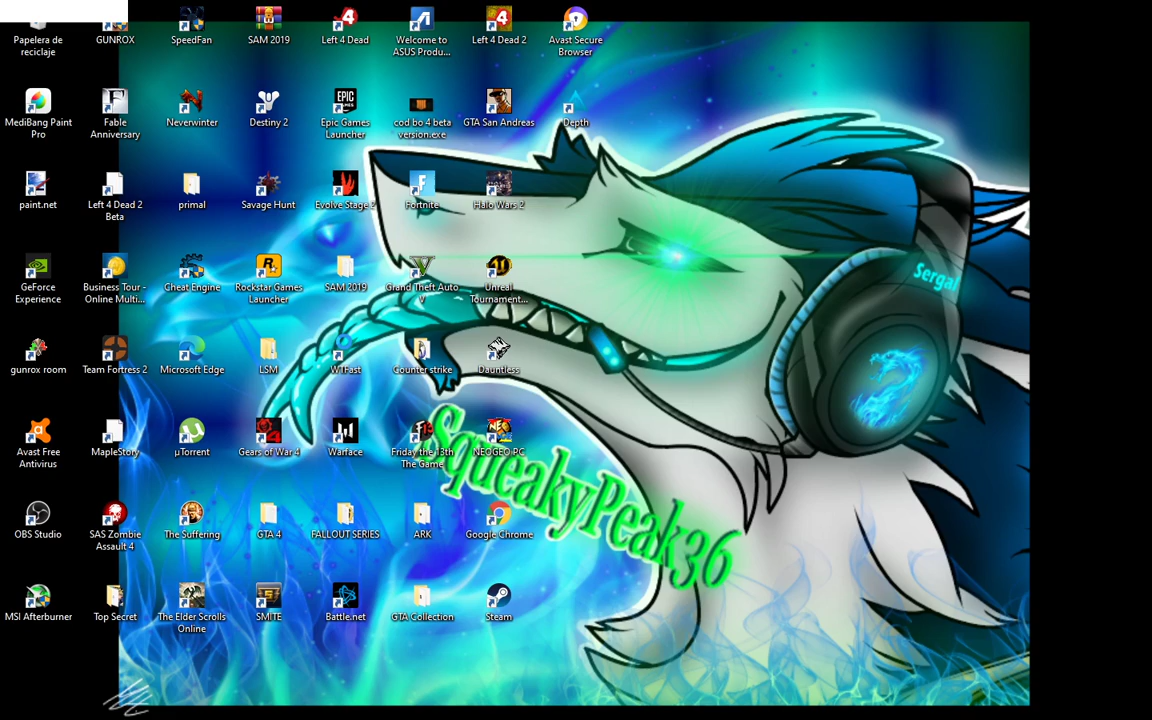 Papelera de
reciclaje
GUNROX
SpeedFan
SAM 2019
Left 4 Dead
Welcome to
ASUS Produ...
Left 4 Dead 2
Avast Secure
Browser
MediBang Paint
Pro
Fable
Anniversary
Neverwinter
Destiny 2
EPIC
GAMES
Epic Games
Launcher
cod bo 4 beta
version.exe
GTA San Andreas
Depth
paint.net
Left 4 Dead 2
Beta
primal
Savage Hunt
Evolve Stage 2
Fortnite
Halo Wars 2
GeForce
Experience
Business Tour -
Online Multi...
Cheat Engine
Rockstar Games
Launcher
SAM 2019
Grand Theft Auto
V
Unreal
Tournament...
Sergal
gunrox room
Team Fortress 2
Microsoft Edge
LSM
WTFast
Counter strike
Dauntless
Avast Free
Antivirus
MapleStory
µTorrent
Gears of War 4
Warface
Friday the 13th
The Game
NEOGEO PC
SqueakyPeak36
OBS Studio
SAS Zombie
Assault 4
The Suffering
GTA 4
FALLOUT SERIES
ARK
Google Chrome
MSI Afterburner
Top Secret
The Elder Scrolls
Online
SMITE
Battle.net
GTA Collection
Steam